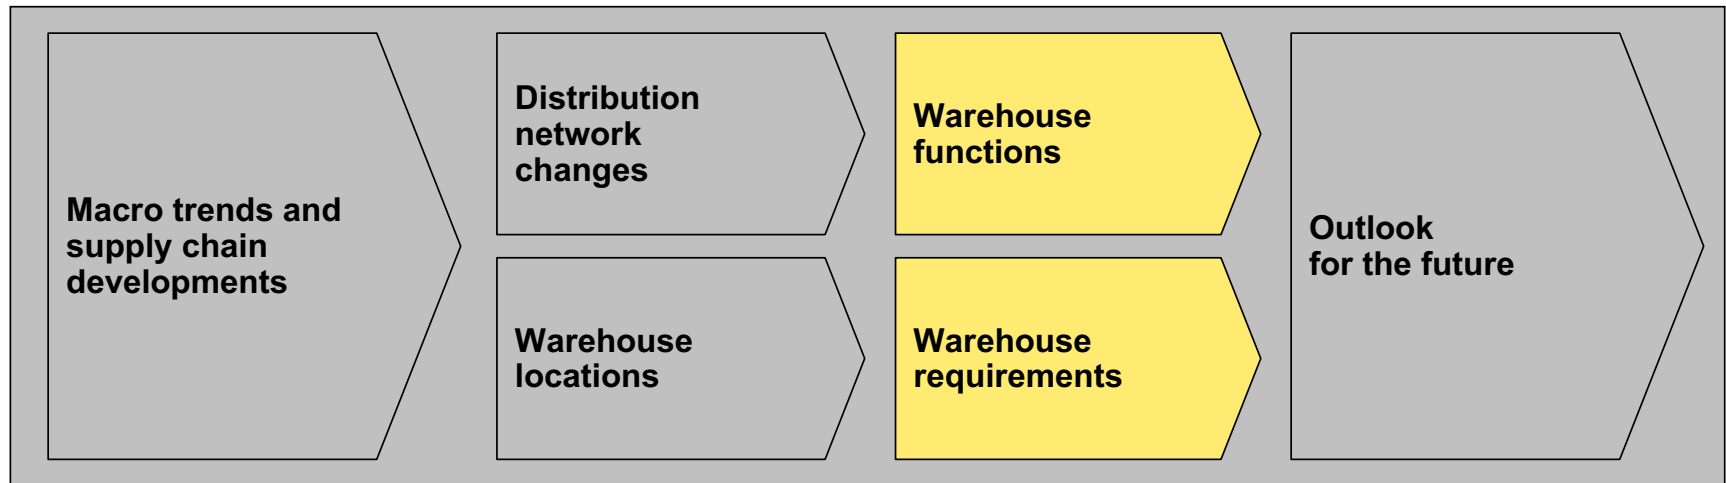 Macro trends and
supply chain
developments
Distribution
network
changes
Warehouse
locations
Warehouse
functions
Warehouse
requirements
Outlook
for the future